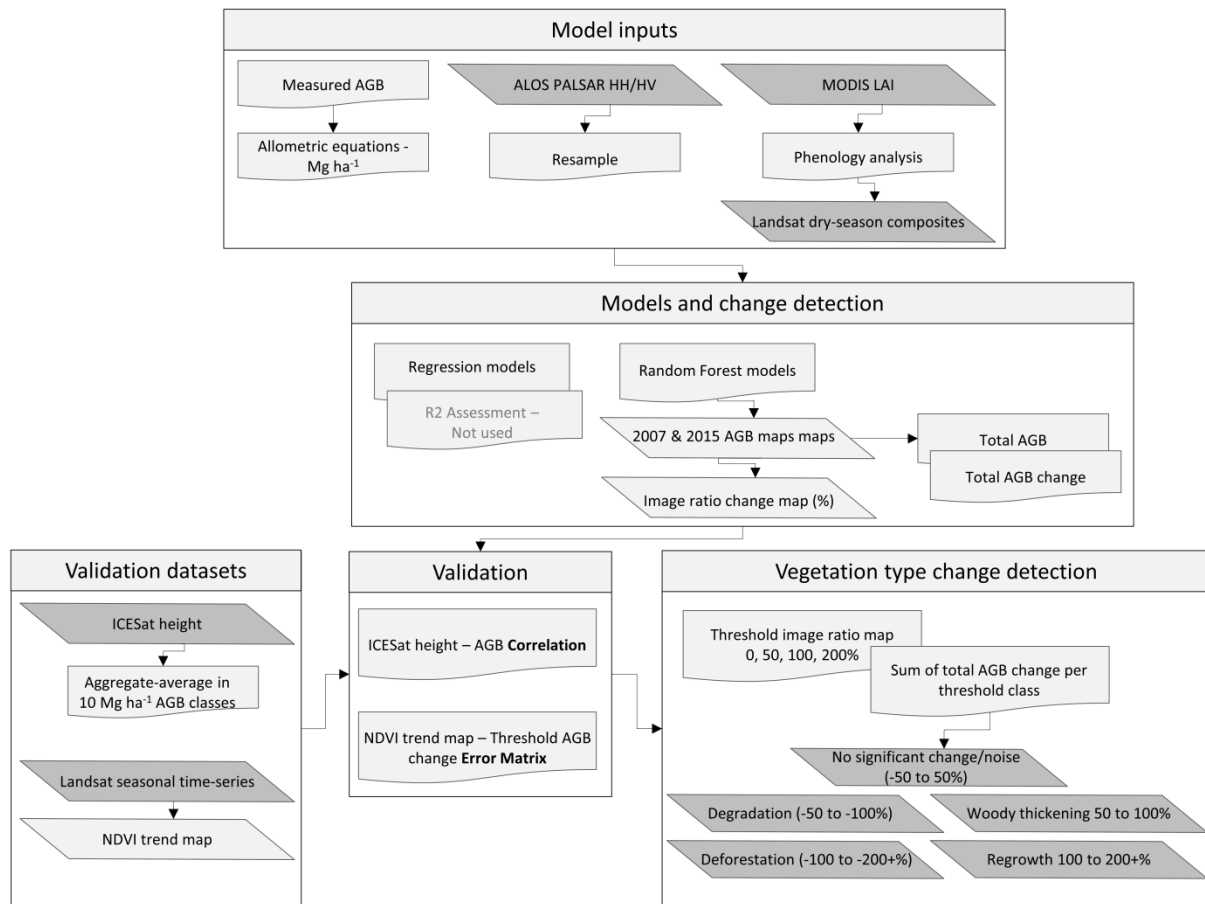 Model inputs
Measured AGB
Allometric equations -
Mg ha⁻¹
ALOS PALSAR HH/HV
Resample
MODIS LAI
Phenology analysis
Landsat dry-season composites
Models and change detection
Regression models
R2 Assessment –
Not used
Random Forest models
2007 & 2015 AGB maps maps
Image ratio change map (%)
Total AGB
Total AGB change
Validation datasets
ICESat height
Aggregate-average in
10 Mg ha⁻¹ AGB classes
Landsat seasonal time-series
NDVI trend map
Validation
ICESat height – AGB Correlation
NDVI trend map – Threshold AGB
change Error Matrix
Vegetation type change detection
Threshold image ratio map
0, 50, 100, 200%
Sum of total AGB change per
threshold class
No significant change/noise
(-50 to 50%)
Degradation (-50 to -100%)
Woody thickening 50 to 100%
Deforestation (-100 to -200+%)
Regrowth 100 to 200+%